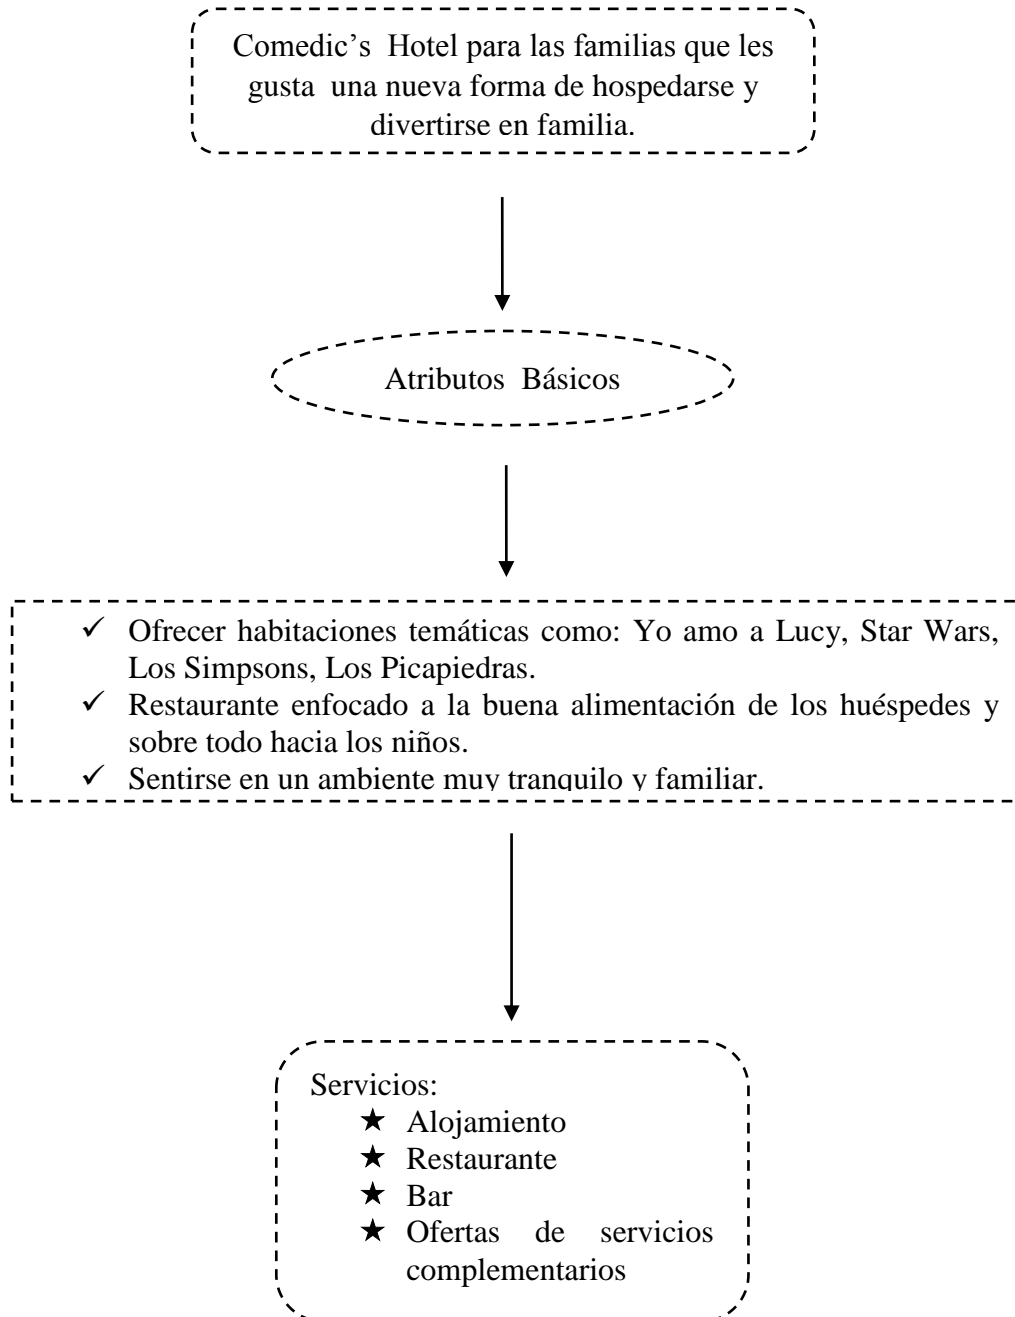 Comedic’s Hotel para las familias que les
gusta una nueva forma de hospedarse y
divertirse en familia.
Atributos Básicos
✓ Ofrecer habitaciones temáticas como: Yo amo a Lucy, Star Wars,
Los Simpsons, Los Picapiedras.
✓ Restaurante enfocado a la buena alimentación de los huéspedes y
sobre todo hacia los niños.
✓ Sentirse en un ambiente muy tranquilo y familiar.
Servicios:
★ Alojamiento
★ Restaurante
★ Bar
★ Ofertas de servicios
complementarios